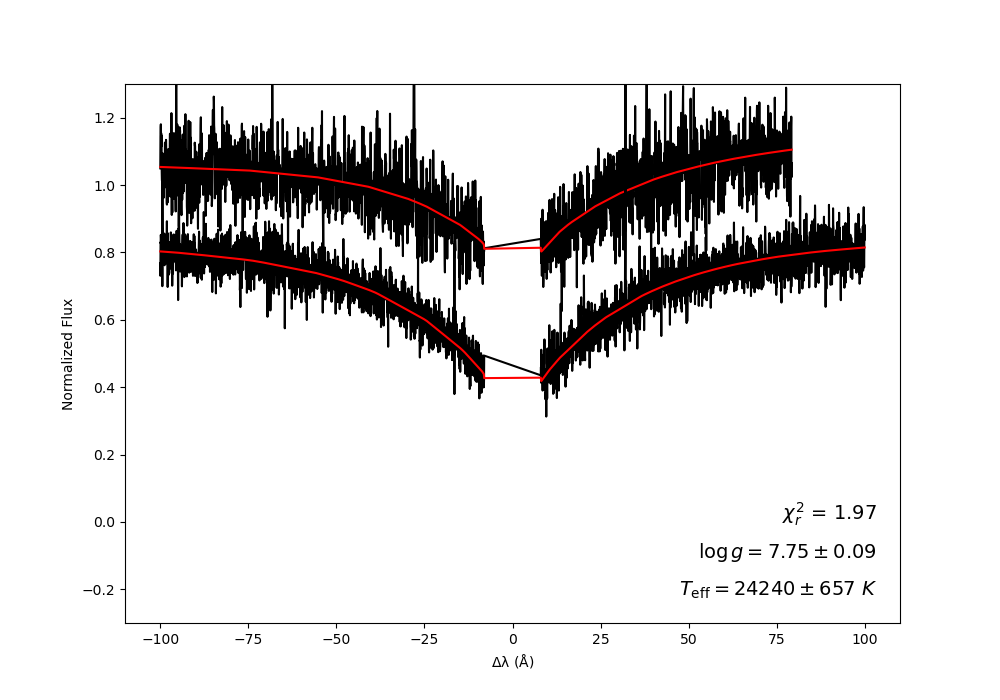 1.2
1.0
0.8
0.6
0.4
0.2
0.0
−0.2
Normalized Flux
χ²ᵣ = 1.97
log g = 7.75 ± 0.09
T_eff = 24240 ± 657 K
−100 −75 −50 −25 0 25 50 75 100
Δλ (Å)